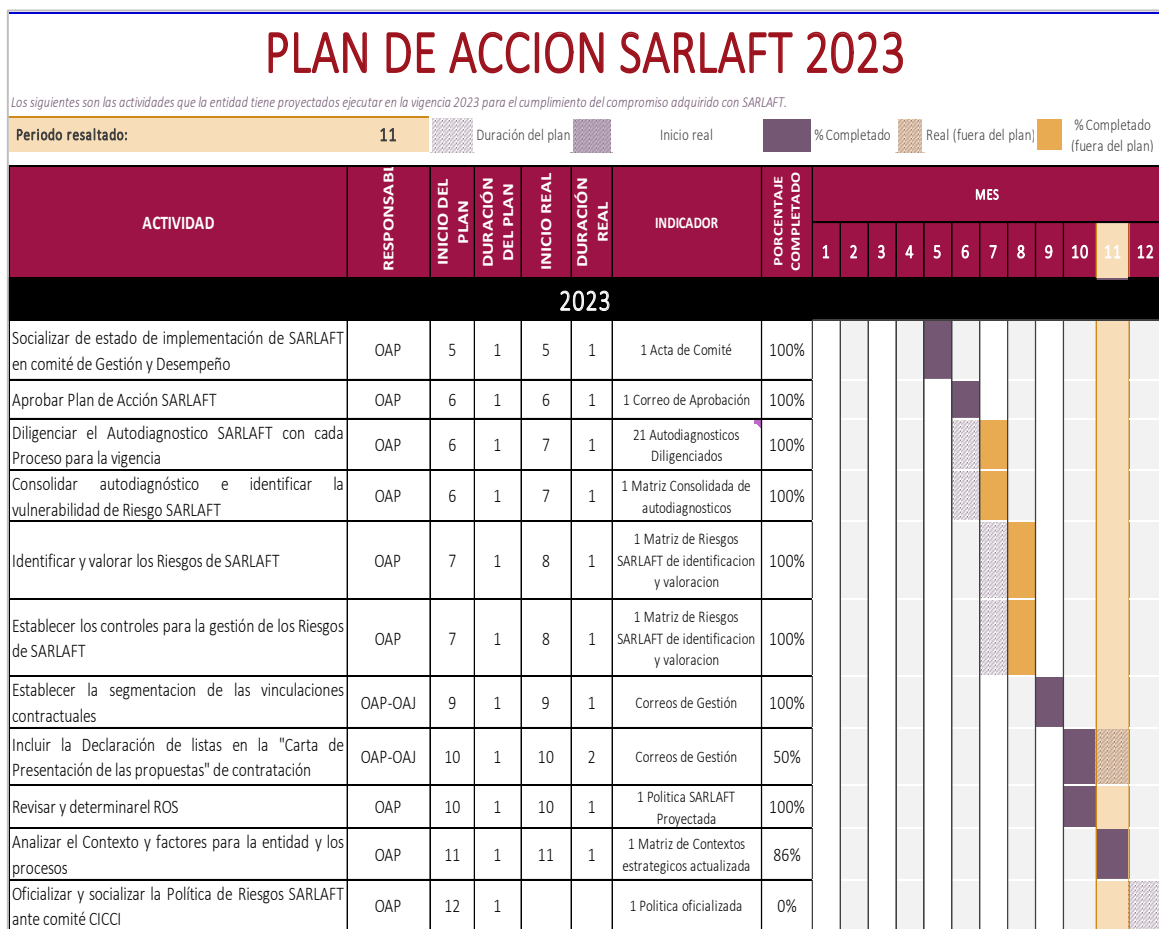 PLAN DE ACCION SARLAFT 2023
Los siguientes son las actividades que la entidad tiene proyectados ejecutar en la vigencia 2023 para el cumplimiento del compromiso adquirido con SARLAFT.
Periodo resaltado: 11 Duración del plan Inicio real % Completado Real (fuera del plan) % Completado
(fuera del plan)
ACTIVIDAD
RESPONSABL
INICIO DEL
PLAN
DURACIÓN
DEL PLAN
INICIO REAL
DURACIÓN
REAL
INDICADOR
PORCENTAJE
COMPLETADO
MES
1 2 3 4 5 6 7 8 9 10 11 12
2023
Socializar de estado de implementación de SARLAFT
en comité de Gestión y Desempeño
OAP 5 1 5 1 1 Acta de Comité 100%
Aprobar Plan de Acción SARLAFT OAP 6 1 6 1 1 Correo de Aprobación 100%
Diligenciar el Autodiagnostico SARLAFT con cada
Proceso para la vigencia
OAP 6 1 7 1
21 Autodiagnosticos
Diligenciados
100%
Consolidar autodiagnóstico e identificar la
vulnerabilidad de Riesgo SARLAFT
OAP 6 1 7 1
1 Matriz Consolidada de
autodiagnosticos
100%
Identificar y valorar los Riesgos de SARLAFT OAP 7 1 8 1
1 Matriz de Riesgos
SARLAFT de identificacion
y valoracion
100%
Establecer los controles para la gestión de los Riesgos
de SARLAFT
OAP 7 1 8 1
1 Matriz de Riesgos
SARLAFT de identificacion
y valoracion
100%
Establecer la segmentacion de las vinculaciones
contractuales
OAP-OAJ 9 1 9 1 Correos de Gestión 100%
Incluir la Declaración de listas en la "Carta de
Presentación de las propuestas" de contratación
OAP-OAJ 10 1 10 2 Correos de Gestión 50%
Revisar y determinarel ROS OAP 10 1 10 1
1 Politica SARLAFT
Proyectada
100%
Analizar el Contexto y factores para la entidad y los
procesos
OAP 11 1 11 1
1 Matriz de Contextos
estrategicos actualizada
86%
Oficializar y socializar la Política de Riesgos SARLAFT
ante comité CICCI
OAP 12 1 1 Politica oficializada 0%